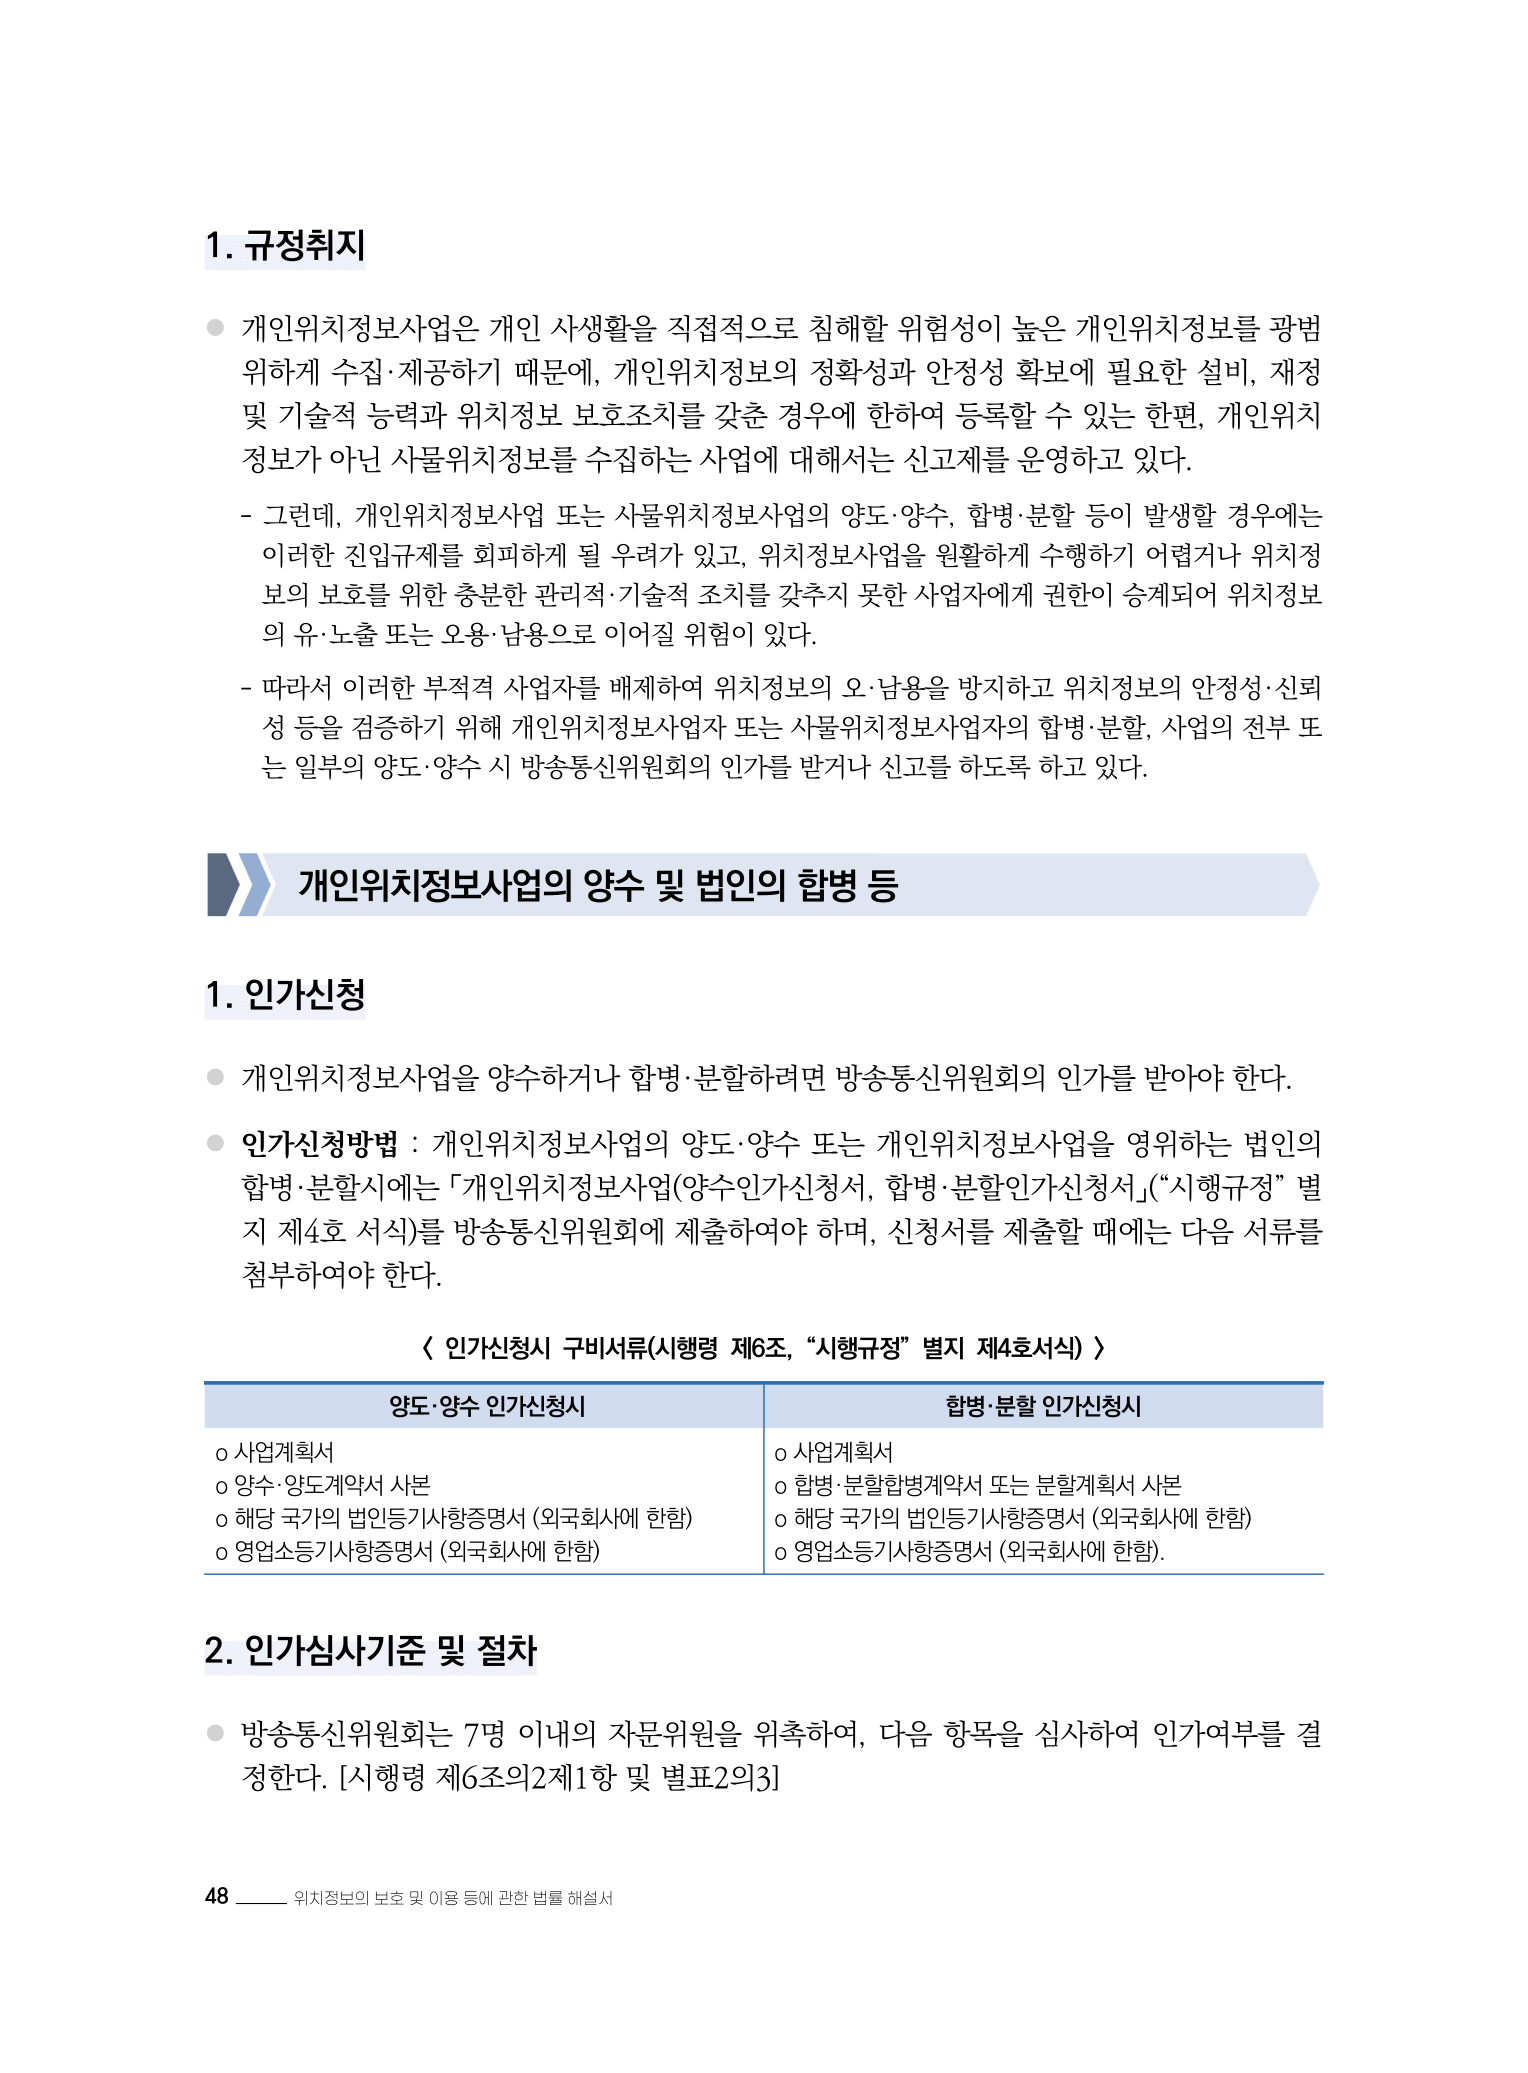 1. 규정취지
● 개인위치정보사업은 개인 사생활을 직접적으로 침해할 위험성이 높은 개인위치정보를 광범
위하게 수집·제공하기 때문에, 개인위치정보의 정확성과 안정성 확보에 필요한 설비, 재정
및 기술적 능력과 위치정보 보호조치를 갖춘 경우에 한하여 등록할 수 있는 한편, 개인위치
정보가 아닌 사물위치정보를 수집하는 사업에 대해서는 신고제를 운영하고 있다.
- 그런데, 개인위치정보사업 또는 사물위치정보사업의 양도·양수, 합병·분할 등이 발생할 경우에는
이러한 진입규제를 회피하게 될 우려가 있고, 위치정보사업을 원활하게 수행하기 어렵거나 위치정
보의 보호를 위한 충분한 관리적·기술적 조치를 갖추지 못한 사업자에게 권한이 승계되어 위치정보
의 유·노출 또는 오용·남용으로 이어질 위험이 있다.
- 따라서 이러한 부적격 사업자를 배제하여 위치정보의 오·남용을 방지하고 위치정보의 안정성·신뢰
성 등을 검증하기 위해 개인위치정보사업자 또는 사물위치정보사업자의 합병·분할, 사업의 전부 또
는 일부의 양도·양수 시 방송통신위원회의 인가를 받거나 신고를 하도록 하고 있다.
개인위치정보사업의 양수 및 법인의 합병 등
1. 인가신청
● 개인위치정보사업을 양수하거나 합병·분할하려면 방송통신위원회의 인가를 받아야 한다.
● 인가신청방법 : 개인위치정보사업의 양도·양수 또는 개인위치정보사업을 영위하는 법인의
합병·분할시에는 「개인위치정보사업(양수인가신청서, 합병·분할인가신청서」(“시행규정” 별
지 제4호 서식)를 방송통신위원회에 제출하여야 하며, 신청서를 제출할 때에는 다음 서류를
첨부하여야 한다.
〈 인가신청시 구비서류(시행령 제6조, “시행규정” 별지 제4호서식) 〉
양도·양수 인가신청시
o 사업계획서
o 양수·양도계약서 사본
o 해당 국가의 법인등기사항증명서 (외국회사에 한함)
o 영업소등기사항증명서 (외국회사에 한함)
합병·분할 인가신청시
o 사업계획서
o 합병·분할합병계약서 또는 분할계획서 사본
o 해당 국가의 법인등기사항증명서 (외국회사에 한함)
o 영업소등기사항증명서 (외국회사에 한함).
2. 인가심사기준 및 절차
● 방송통신위원회는 7명 이내의 자문위원을 위촉하여, 다음 항목을 심사하여 인가여부를 결
정한다. [시행령 제6조의2제1항 및 별표2의3]
48 위치정보의 보호 및 이용 등에 관한 법률 해설서